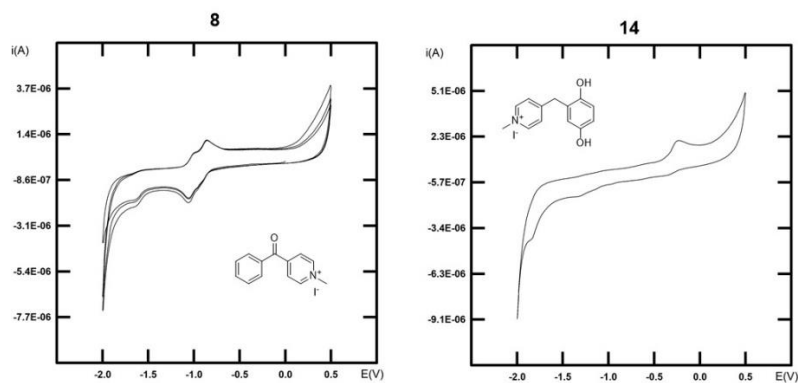 8
i(A)
3.7E-06
1.4E-06
-8.6E-07
-3.1E-06
-5.4E-06
-7.7E-06
O
N+
I-
-2.0
-1.5
-1.0
-0.5
0.0
0.5
E(V)
14
i(A)
5.1E-06
2.3E-06
-5.7E-07
-3.4E-06
-6.3E-06
-9.1E-06
OH
N+
I-
OH
-2.0
-1.5
-1.0
-0.5
0.0
0.5
E(V)
1.0